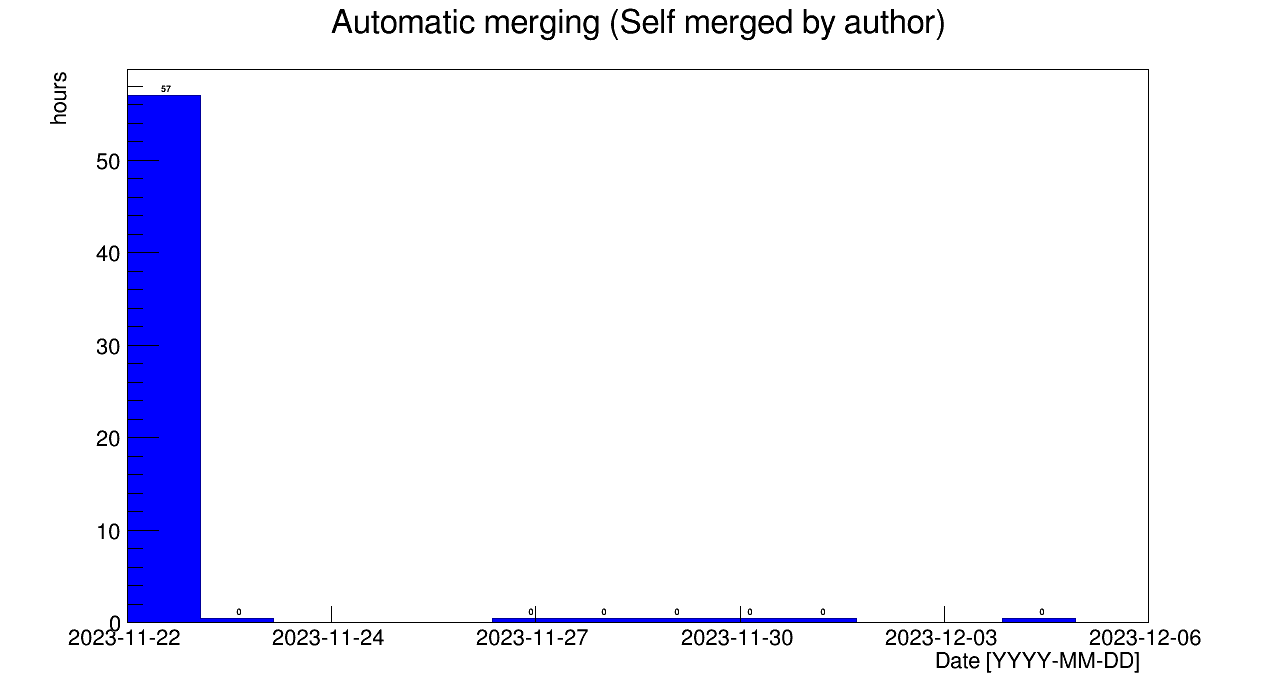 Automatic merging (Self merged by author)
hours
57
50
40
30
20
10
0
0 0 0 0 0 0 0
2023-11-22 2023-11-24 2023-11-27 2023-11-30 2023-12-03 2023-12-06
Date [YYYY-MM-DD]